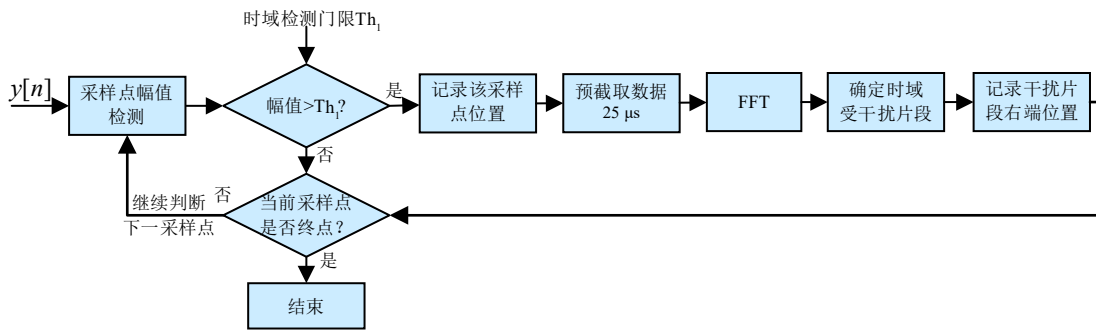 时域检测门限Th₁
y[n]
采样点幅值
检测
幅值>Th₁?
是
记录该采样
点位置
预截取数据
25 μs
FFT
确定时域
受干扰片段
记录干扰片
段右端位置
否
当前采样点
是否终点？
否
继续判断
下一采样点
是
结束